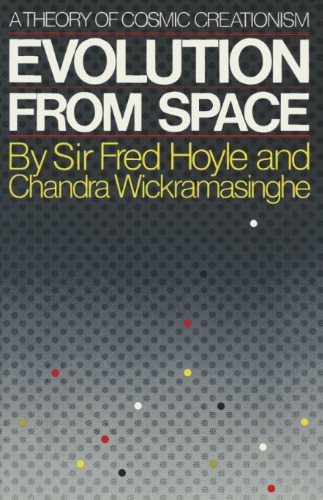 A THEORY OF COSMIC CREATIONISM
EVOLUTION
FROM SPACE
By Sir Fred Hoyle and
Chandra Wickramasinghe